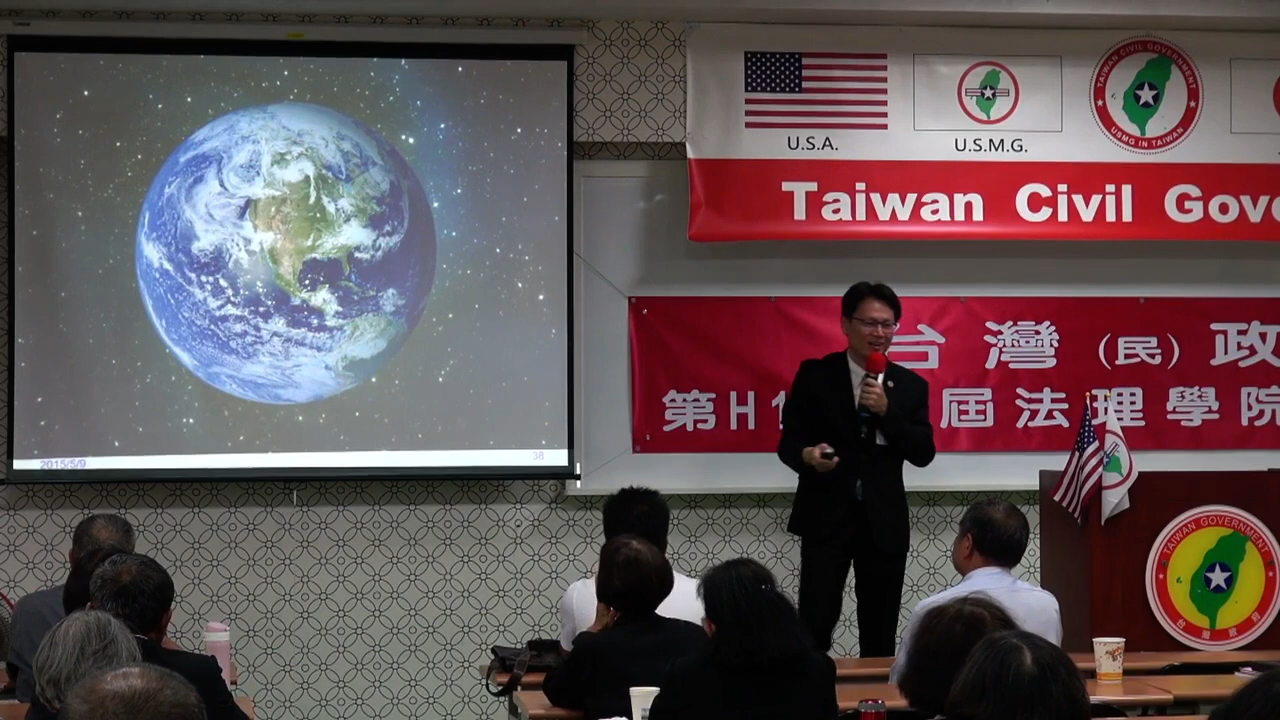 2015/5/9
38
U.S.A.
U.S.M.G.
TAIWAN CIVIL GOVERNMENT
USMG IN TAIWAN
Taiwan Civil Gove
台灣(民)政
第H1 屆法理學院
TAIWAN GOVERNMENT
台灣政府